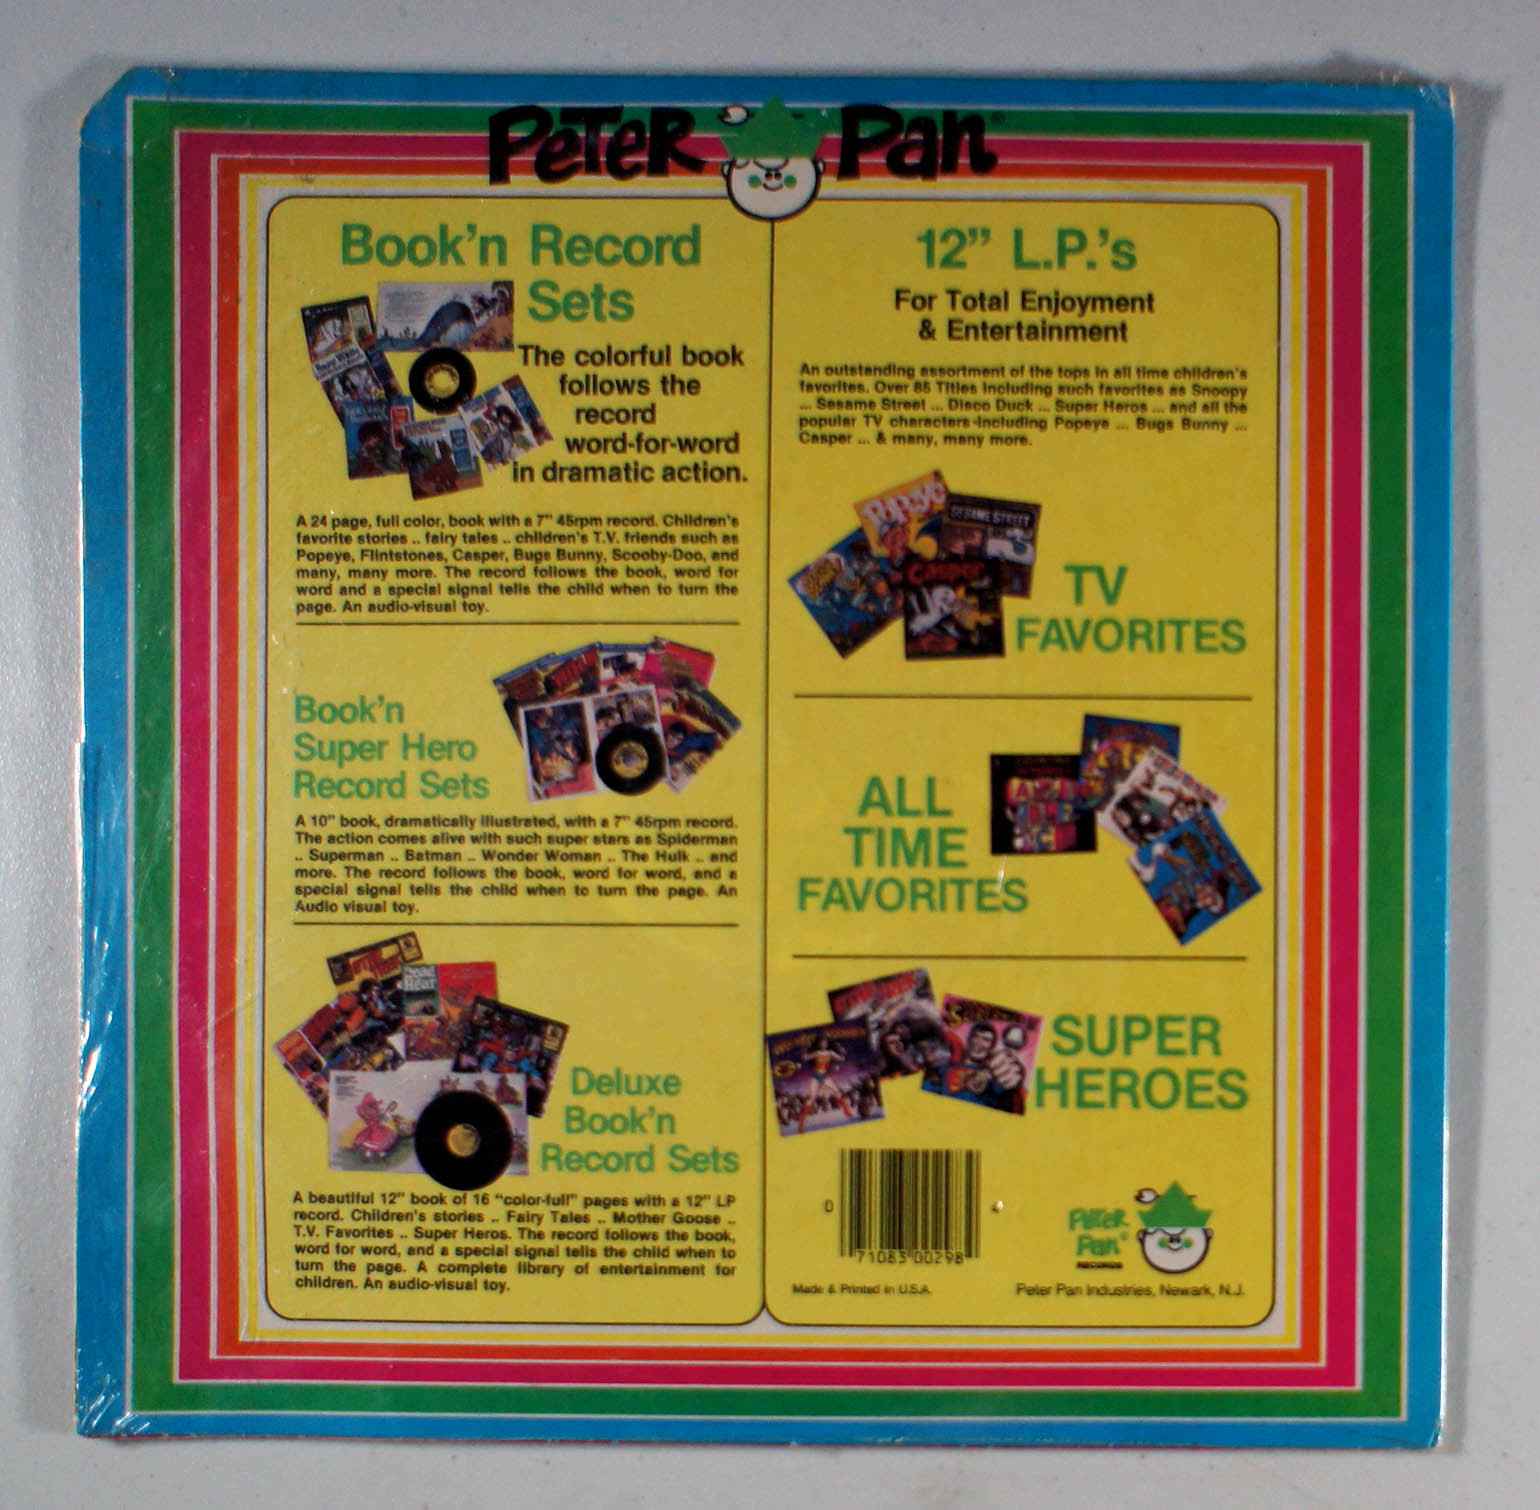 PeTeR Pan®
Book'n Record
Sets
The colorful book
follows the
record
word-for-word
in dramatic action.
A 24 page, full color, book with a 7" 45rpm record. Children's
favorite stories .. fairy tales .. children's T.V. friends such as
Popeye, Flintstones, Casper, Bugs Bunny, Scooby-Doo, and
many, many more. The record follows the book, word for
word and a special signal tells the child when to turn the
page. An audio-visual toy.
Book'n
Super Hero
Record Sets
A 10" book, dramatically illustrated, with a 7" 45rpm record.
The action comes alive with such super stars as Spiderman
.. Superman .. Batman .. Wonder Woman .. The Hulk .. and
more. The record follows the book, word for word, and a
special signal tells the child when to turn the page. An
Audio visual toy.
Read
Hear
Deluxe
Book'n
Record Sets
A beautiful 12" book of 16 "color-full" pages with a 12" LP
record. Children's stories .. Fairy Tales .. Mother Goose ..
T.V. Favorites .. Super Heros. The record follows the book,
word for word, and a special signal tells the child when to
turn the page. A complete library of entertainment for
children. An audio-visual toy.
12" L.P.'s
For Total Enjoyment
& Entertainment
An outstanding assortment of the tops in all time children's
favorites. Over 85 Titles including such favorites as Snoopy
... Sesame Street ... Disco Duck ... Super Heros ... and all the
popular TV characters-including Popeye ... Bugs Bunny ...
Casper ... & many, many more.
POPEYE
SESAME STREET
Casper
TV
FAVORITES
ALL
TIME
FAVORITES
SUPERMAN
SUPER
HEROES
0 71083 00298 4
PeTeR
Pan®
RECORDS
Made & Printed in U.S.A.
Peter Pan Industries, Newark, N.J.